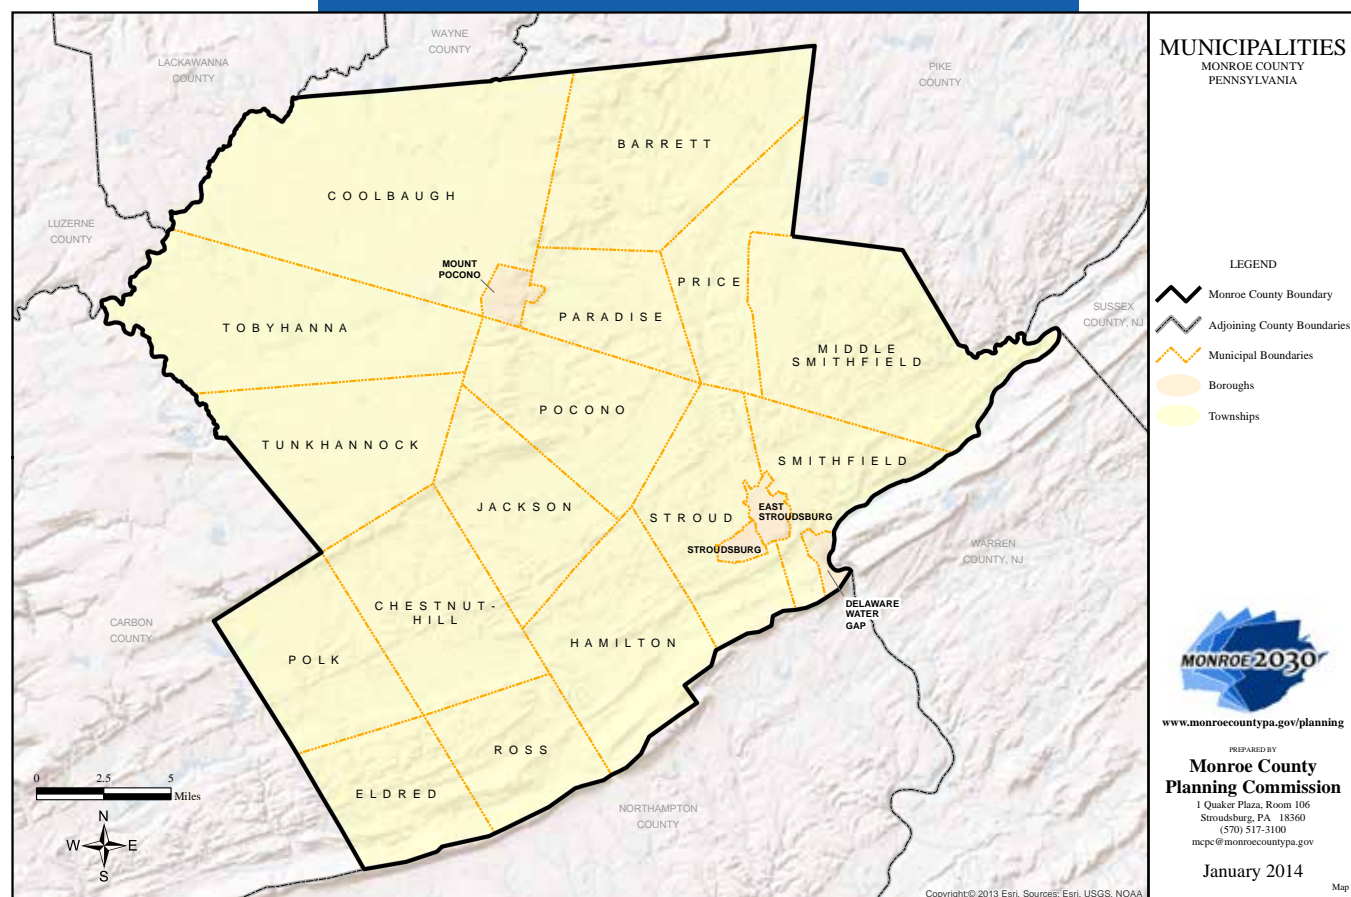 MUNICIPALITIES
MONROE COUNTY
PENNSYLVANIA
LEGEND
Monroe County Boundary
Adjoining County Boundaries
Municipal Boundaries
Boroughs
Townships
MONROE 2030
www.monroecountypa.gov/planning
PREPARED BY
Monroe County
Planning Commission
1 Quaker Plaza, Room 106
Stroudsburg, PA 18360
(570) 517-3100
mcpc@monroecountypa.gov
January 2014
Map
WAYNE
COUNTY
LACKAWANNA
COUNTY
PIKE
COUNTY
LUZERNE
COUNTY
SUSSEX
COUNTY, NJ
WARREN
COUNTY, NJ
CARBON
COUNTY
NORTHAMPTON
COUNTY
BARRETT
COOLBAUGH
MOUNT
POCONO
PRICE
PARADISE
TOBYHANNA
MIDDLE
SMITHFIELD
POCONO
TUNKHANNOCK
SMITHFIELD
JACKSON
STROUD
EAST
STROUDSBURG
STROUDSBURG
DELAWARE
WATER
GAP
CHESTNUT-
HILL
HAMILTON
POLK
ROSS
ELDRED
0 2.5 5
Miles
N
W E
S
Copyright:© 2013 Esri, Sources: Esri, USGS, NOAA